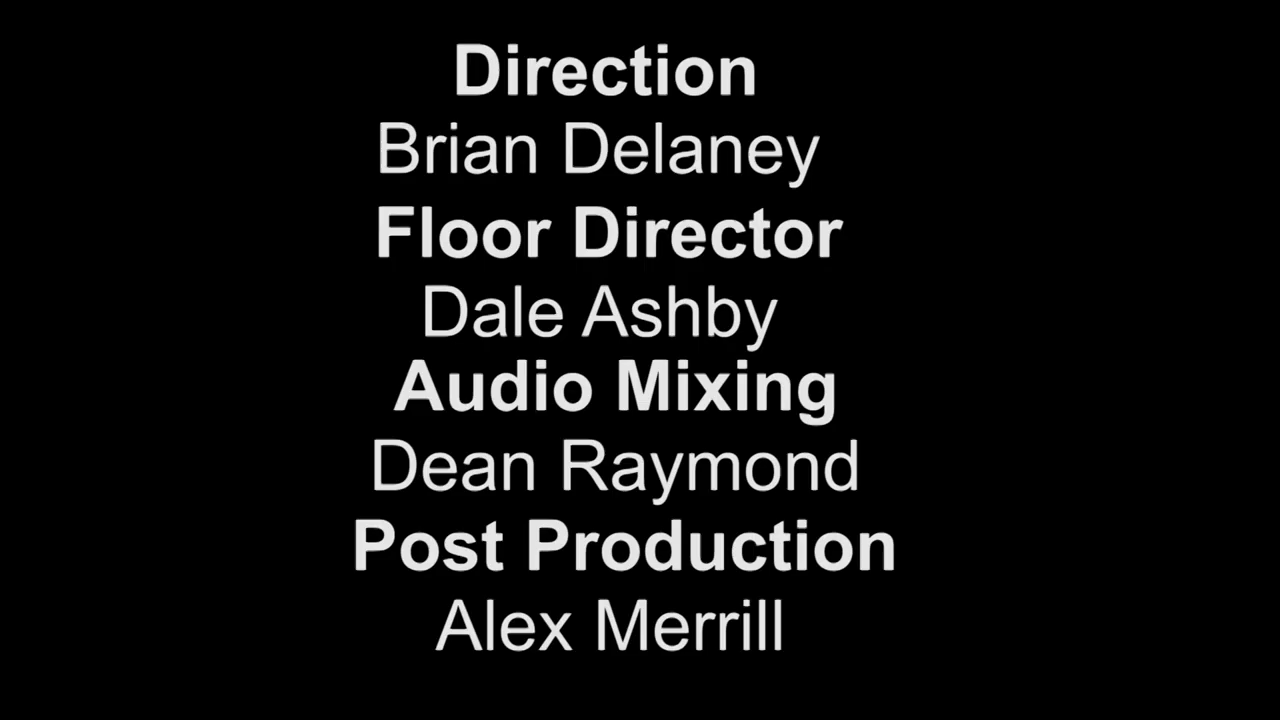 Direction
Brian Delaney
Floor Director
Dale Ashby
Audio Mixing
Dean Raymond
Post Production
Alex Merrill